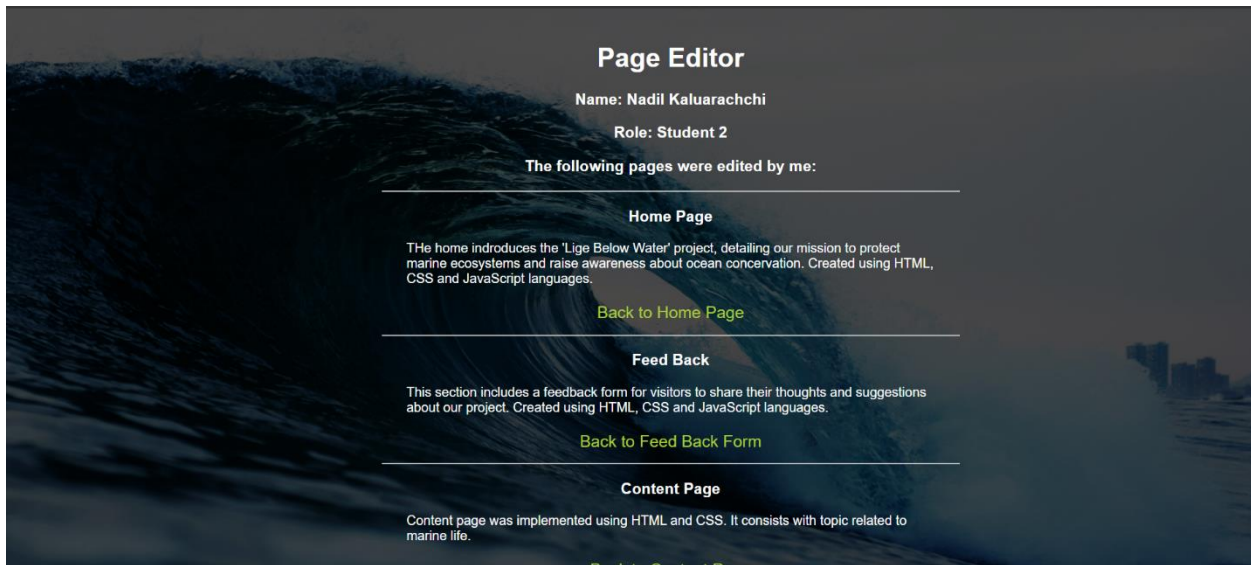 Page Editor
Name: Nadil Kaluarachchi
Role: Student 2
The following pages were edited by me:
Home Page
THe home indroduces the 'Lige Below Water' project, detailing our mission to protect
marine ecosystems and raise awareness about ocean concervation. Created using HTML,
CSS and JavaScript languages.
Back to Home Page
Feed Back
This section includes a feedback form for visitors to share their thoughts and suggestions
about our project. Created using HTML, CSS and JavaScript languages.
Back to Feed Back Form
Content Page
Content page was implemented using HTML and CSS. It consists with topic related to
marine life.